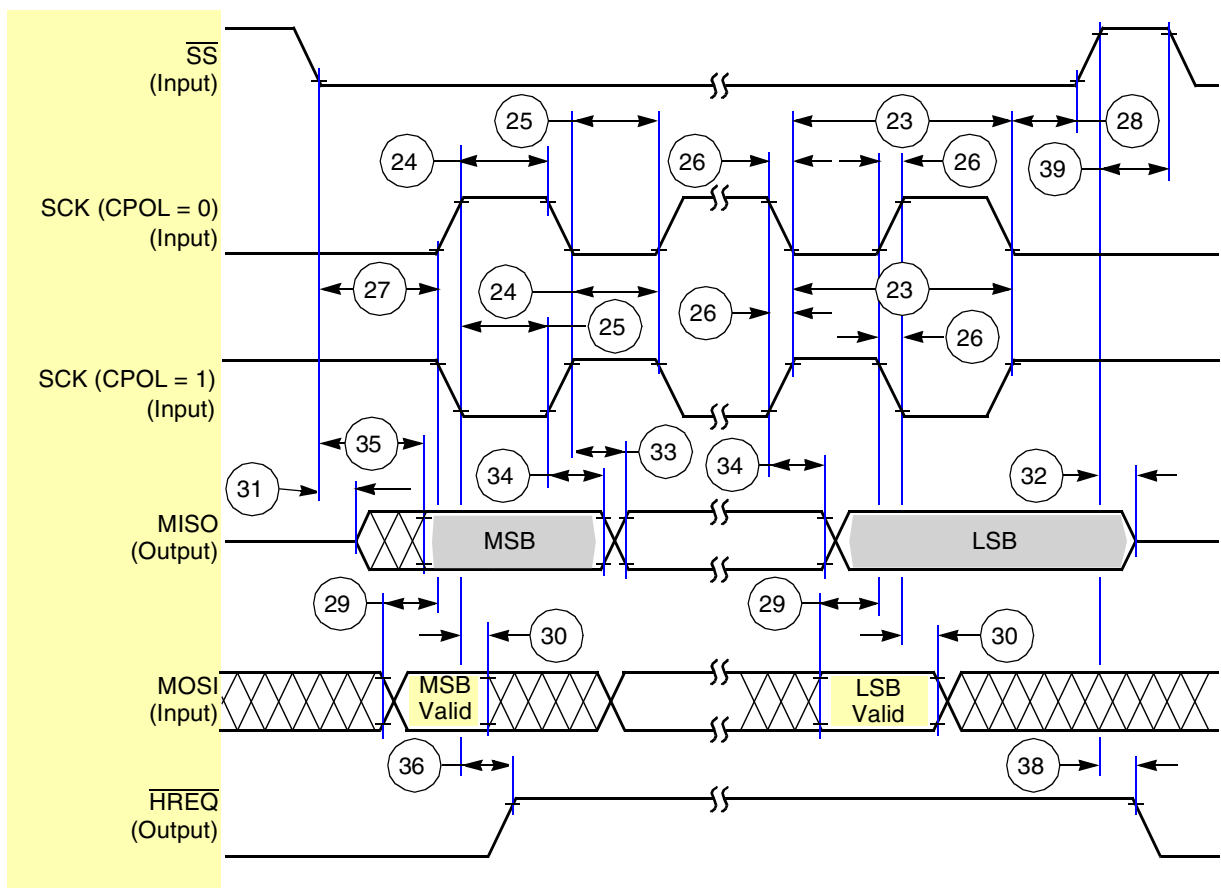 SS
(Input)
25
23
28
24
26
26
39
SCK (CPOL = 0)
(Input)
27
24
23
26
25
26
SCK (CPOL = 1)
(Input)
35
33
34
34
31
32
MISO
(Output)
MSB
LSB
29
29
30
30
MOSI
(Input)
MSB
Valid
LSB
Valid
36
38
HREQ
(Output)